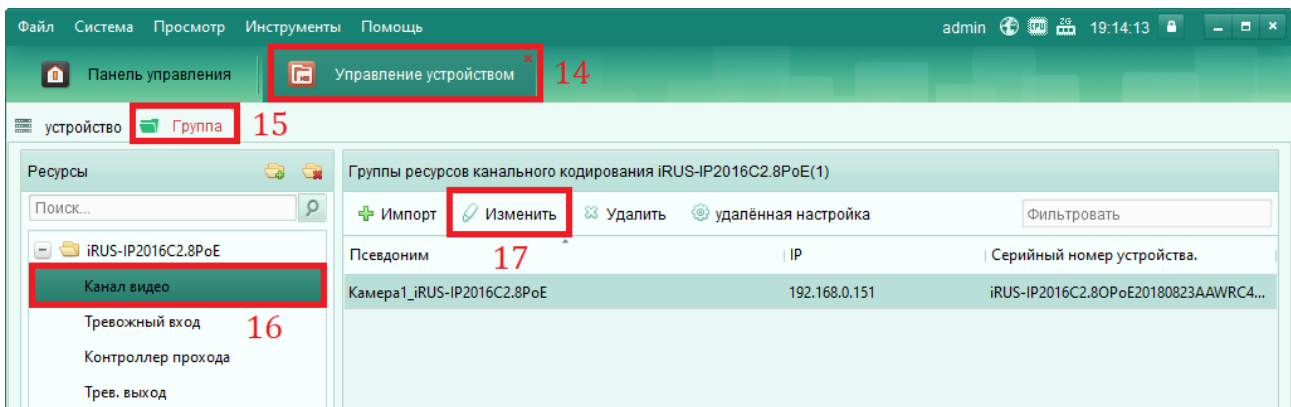 Файл Система Просмотр Инструменты Помощь admin CPU 2G 19:14:13
Панель управления Управление устройством 14
устройство Группа 15
Ресурсы Группы ресурсов канального кодирования iRUS-IP2016C2.8PoE(1)
Поиск... Импорт Изменить Удалить удалённая настройка Фильтровать
iRUS-IP2016C2.8PoE Псевдоним 17 IP Серийный номер устройства.
Канал видео Камера1_iRUS-IP2016C2.8PoE 192.168.0.151 iRUS-IP2016C2.8OPoE20180823AAWRC4...
Тревожный вход 16
Контроллер прохода
Трев. выход